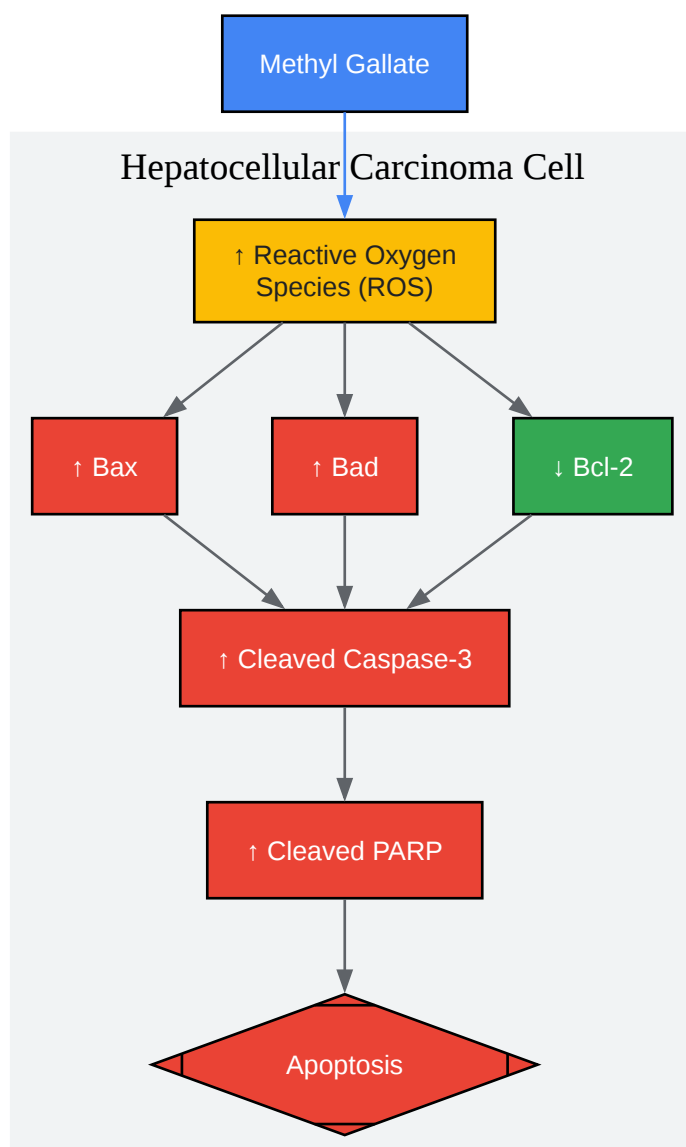 Methyl Gallate
Hepatocellular Carcinoma Cell
↑ Reactive Oxygen
Species (ROS)
↑ Bax
↑ Bad
↓ Bcl-2
↑ Cleaved Caspase-3
↑ Cleaved PARP
Apoptosis